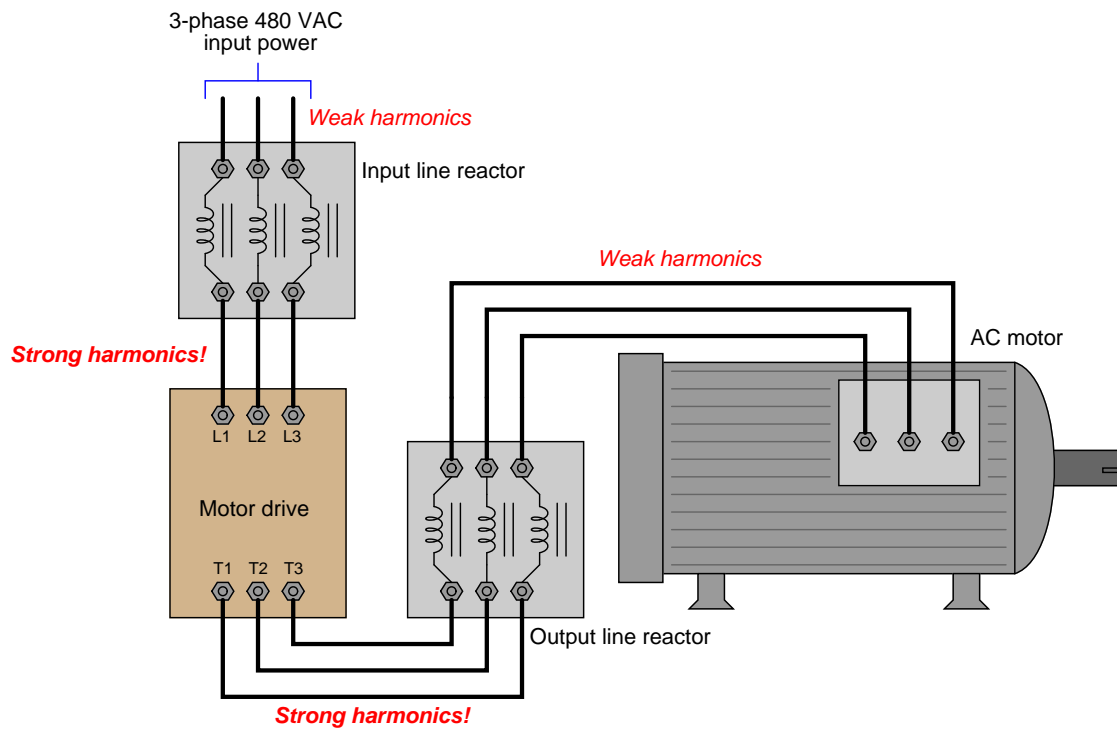 3-phase 480 VAC
input power
Weak harmonics
Input line reactor
Weak harmonics
AC motor
Strong harmonics!
L1 L2 L3
Motor drive
T1 T2 T3
Output line reactor
Strong harmonics!